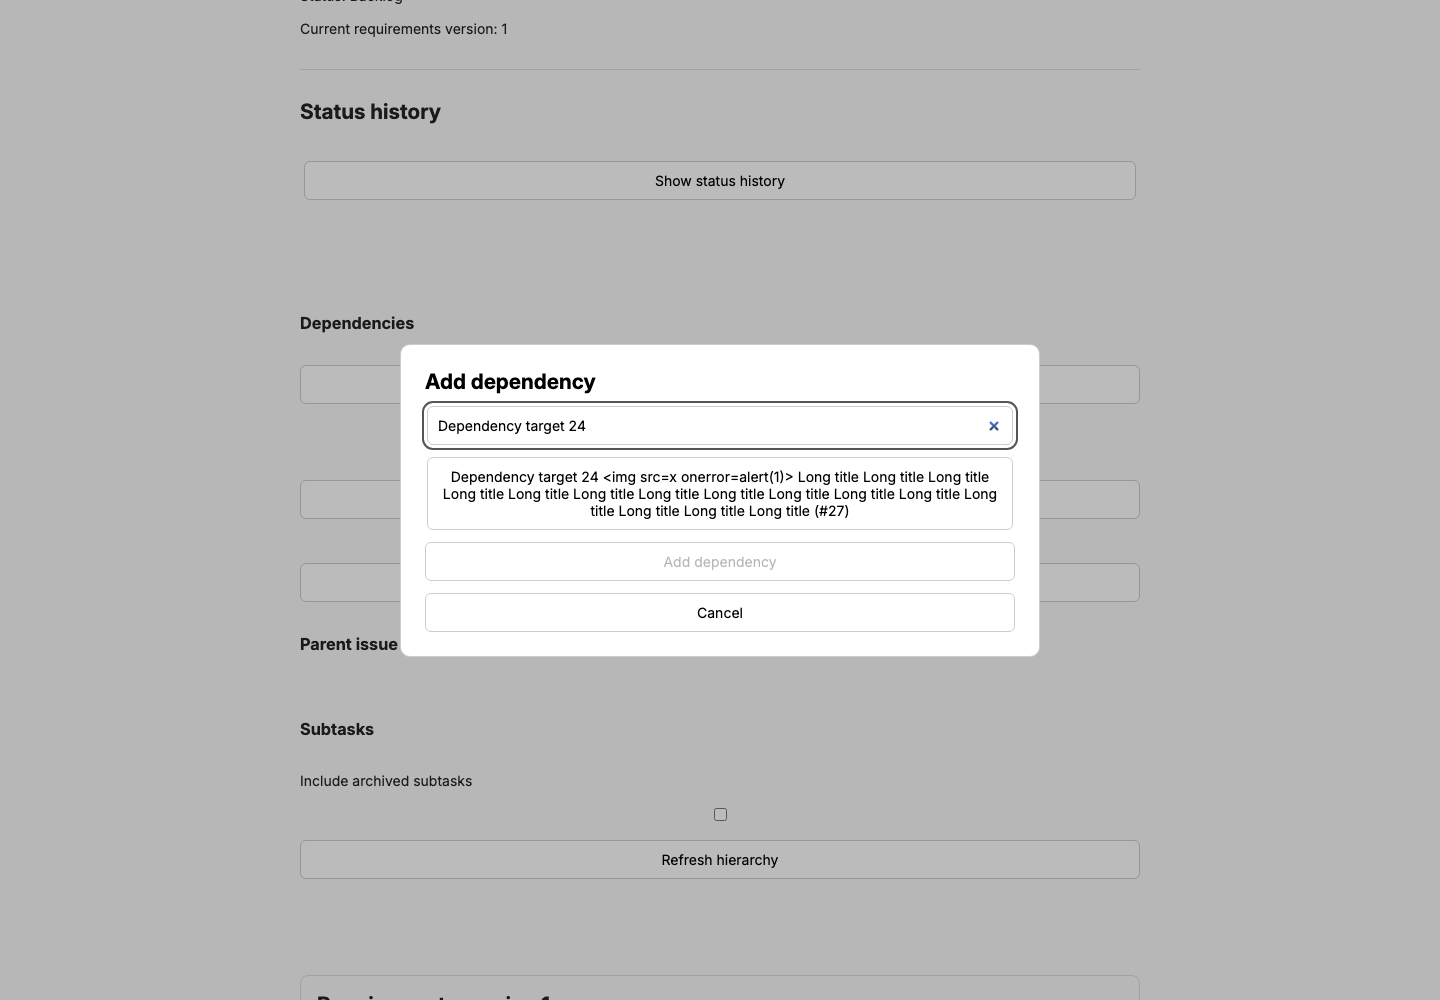 Current requirements version: 1
Status history
Show status history
Dependencies
Add dependency
Dependency target 24
Dependency target 24 <img src=x onerror=alert(1)> Long title Long title Long title
Long title Long title Long title Long title Long title Long title Long title Long title Long
title Long title Long title Long title (#27)
Add dependency
Cancel
Parent issue
Subtasks
Include archived subtasks
Refresh hierarchy